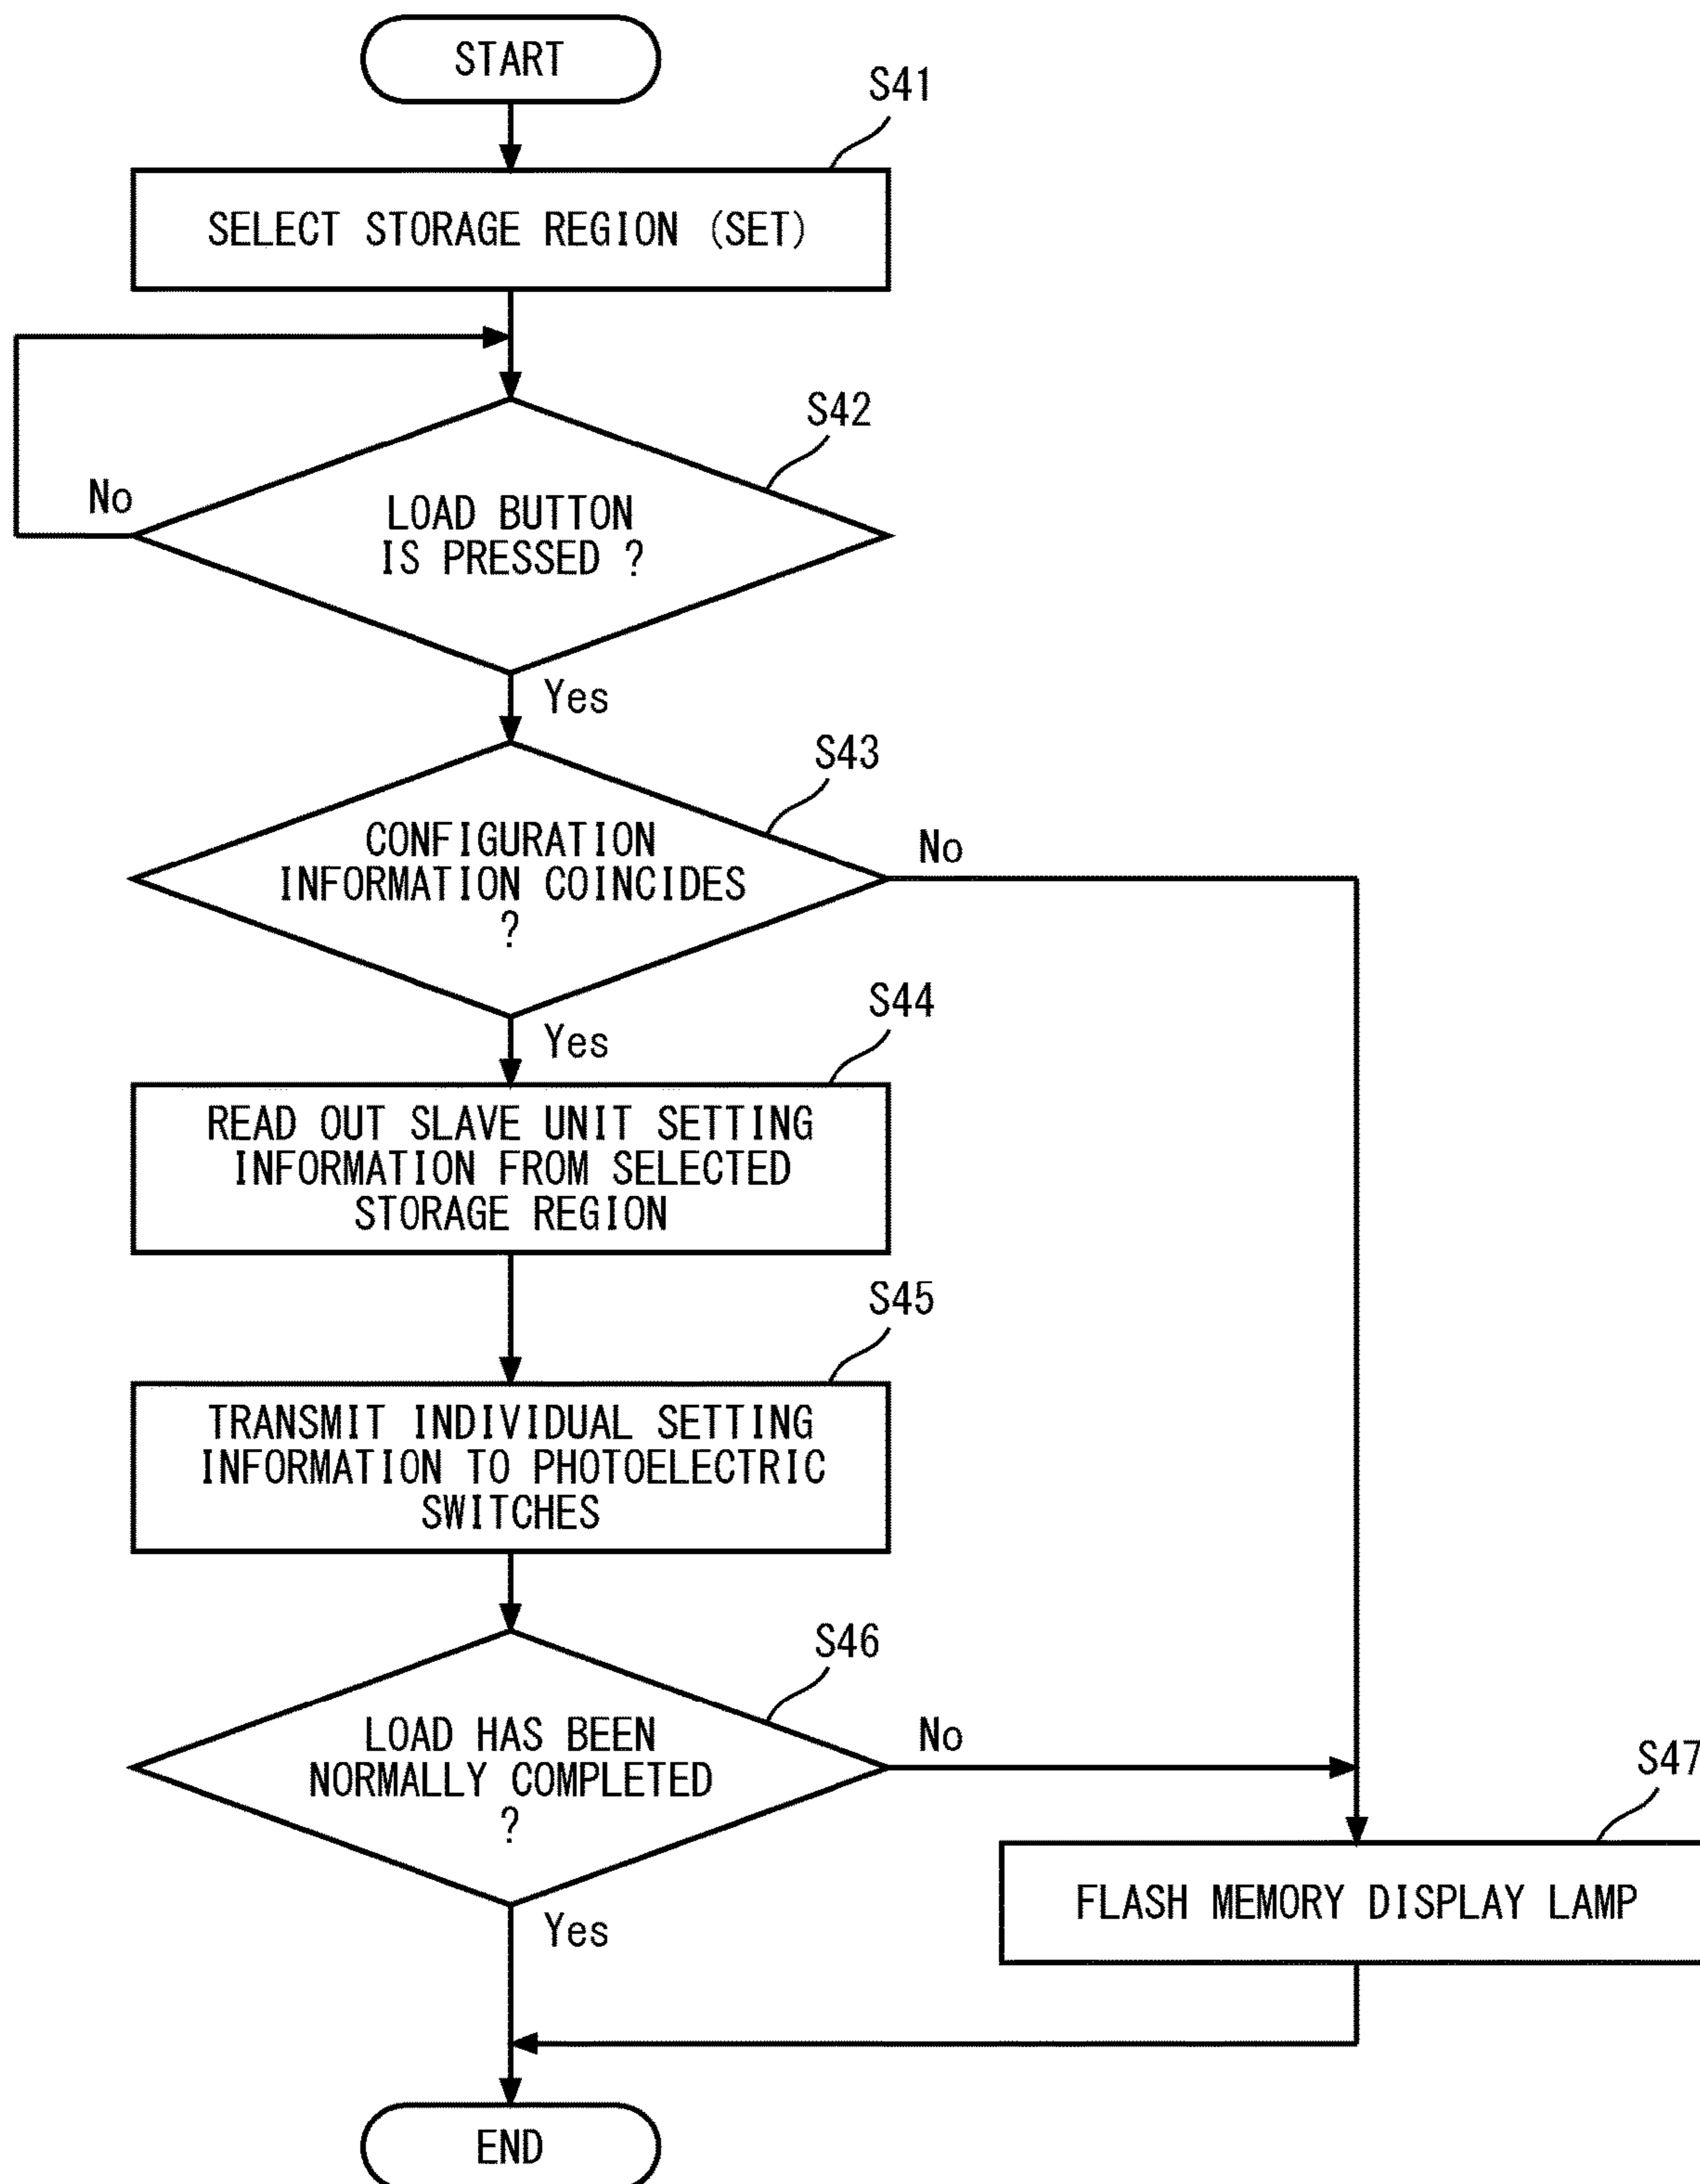 START
S41
SELECT STORAGE REGION (SET)
S42
No
LOAD BUTTON
IS PRESSED ?
Yes
S43
CONFIGURATION
INFORMATION COINCIDES
?
No
Yes
S44
READ OUT SLAVE UNIT SETTING
INFORMATION FROM SELECTED
STORAGE REGION
S45
TRANSMIT INDIVIDUAL SETTING
INFORMATION TO PHOTOELECTRIC
SWITCHES
S46
LOAD HAS BEEN
NORMALLY COMPLETED
?
No
S47
FLASH MEMORY DISPLAY LAMP
Yes
END